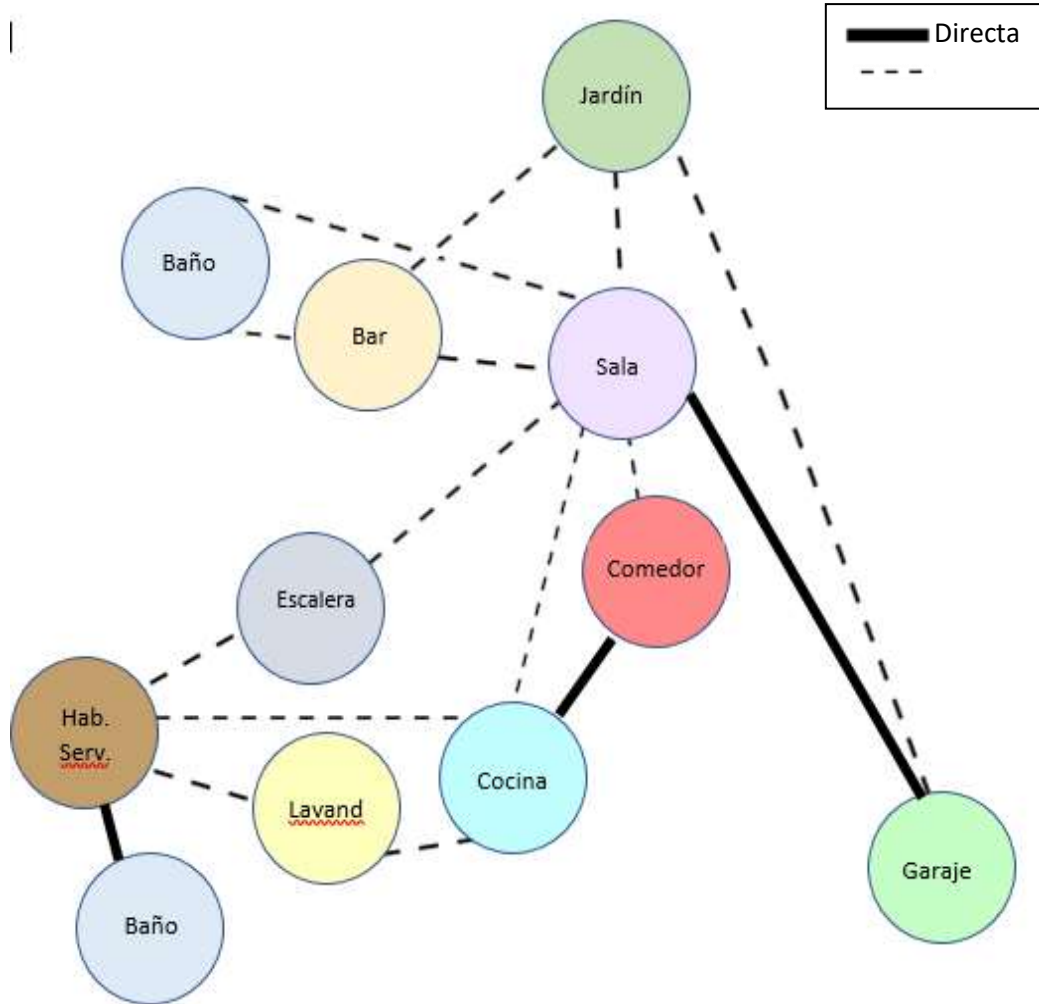 Directa
Jardín
Baño
Bar
Sala
Comedor
Escalera
Hab.
Serv.
Lavand
Cocina
Garaje
Baño